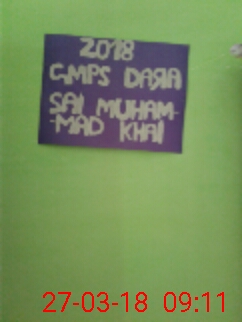 2018
GMPS DARA
SAI MUHAM-
-MAD KHAI
27-03-18 09:11